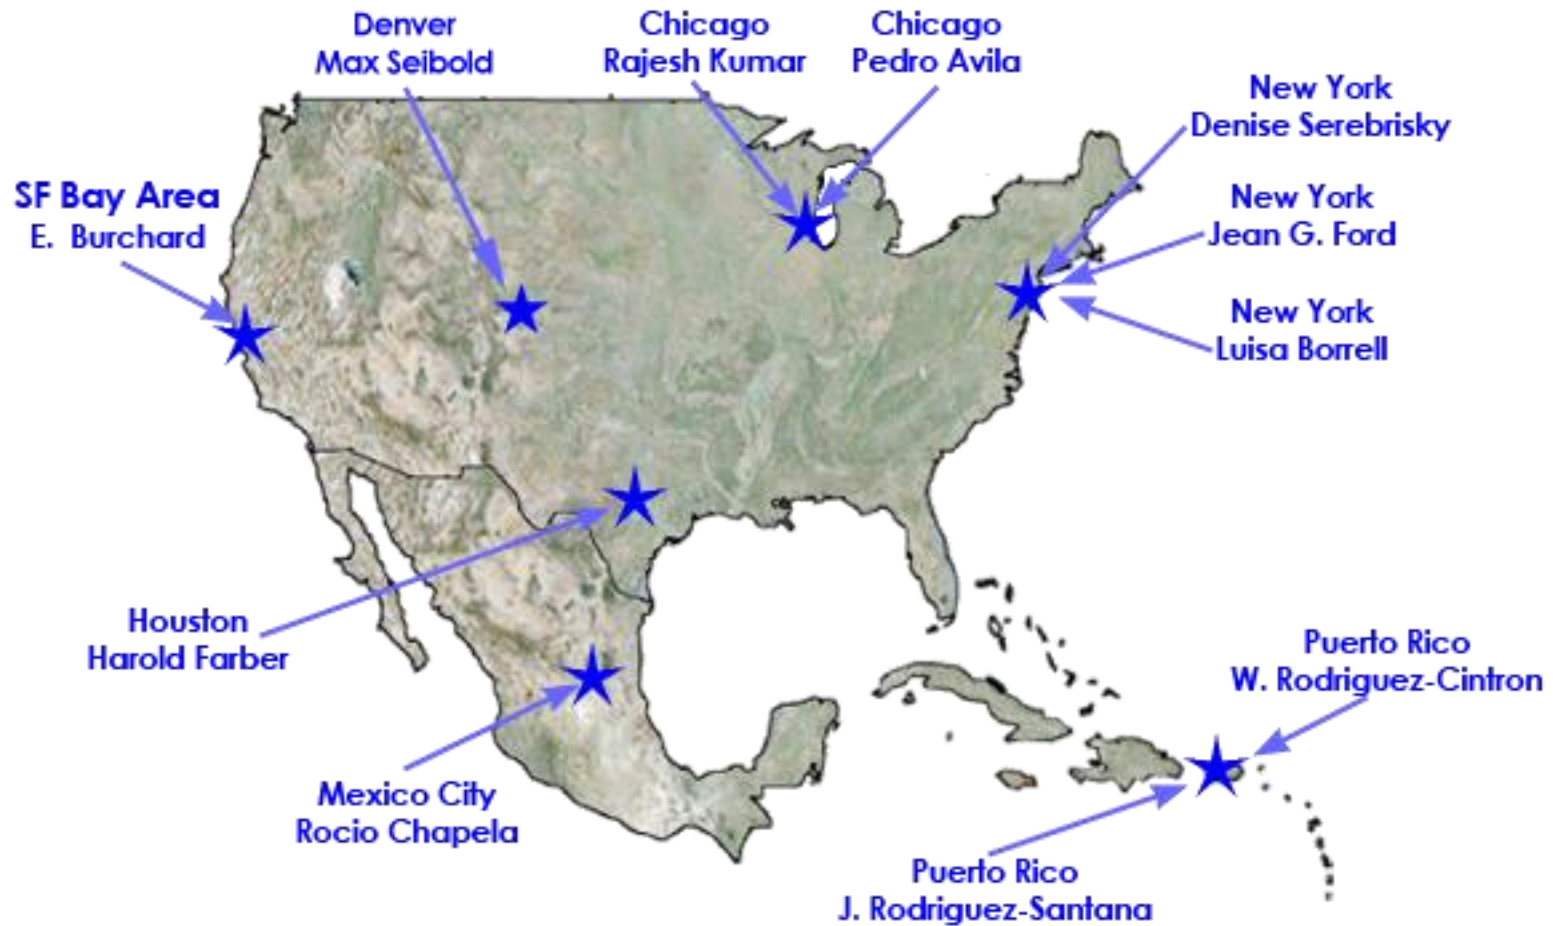 Denver
Max Seibold
Chicago
Rajesh Kumar
Chicago
Pedro Avila
New York
Denise Serebrisky
SF Bay Area
E. Burchard
New York
Jean G. Ford
New York
Luisa Borrell
Houston
Harold Farber
Puerto Rico
W. Rodriguez-Cintron
Mexico City
Rocio Chapela
Puerto Rico
J. Rodriguez-Santana